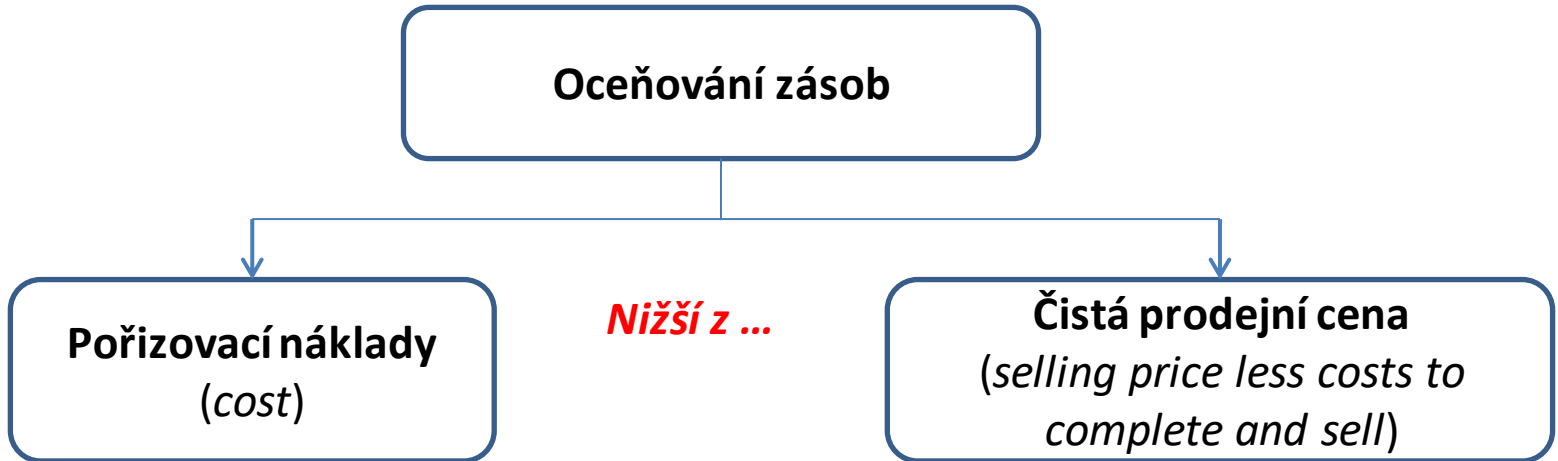 Oceňování zásob
Pořizovací náklady
(cost)
Nižší z ...
Čistá prodejní cena
(selling price less costs to
complete and sell)